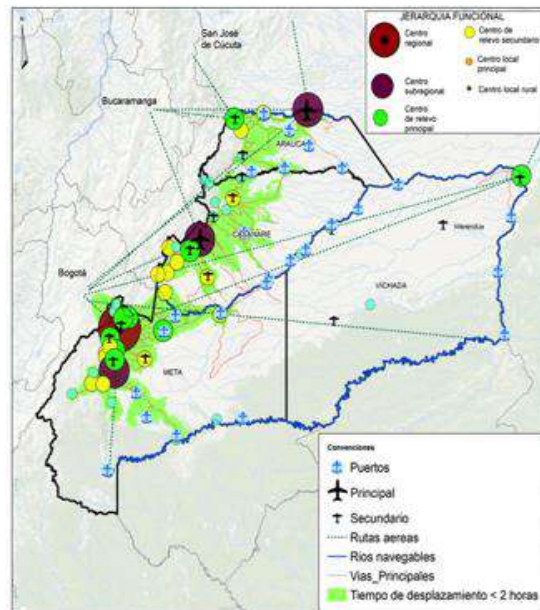 San José
de Cúcuta
Bucaramanga
Bogotá
ARAUCA
CASANARE
VICHADA
META
JERARQUIA FUNCIONAL
Centro
regional
Centro
subregional
Centro
de relevo
principal
Centro de
relevo secundario
Centro local
principal
Centro local rural
Convenciones
Puertos
Principal
Secundario
Rutas aereas
Rios navegables
Vias_Principales
Tiempo de desplazamiento < 2 horas